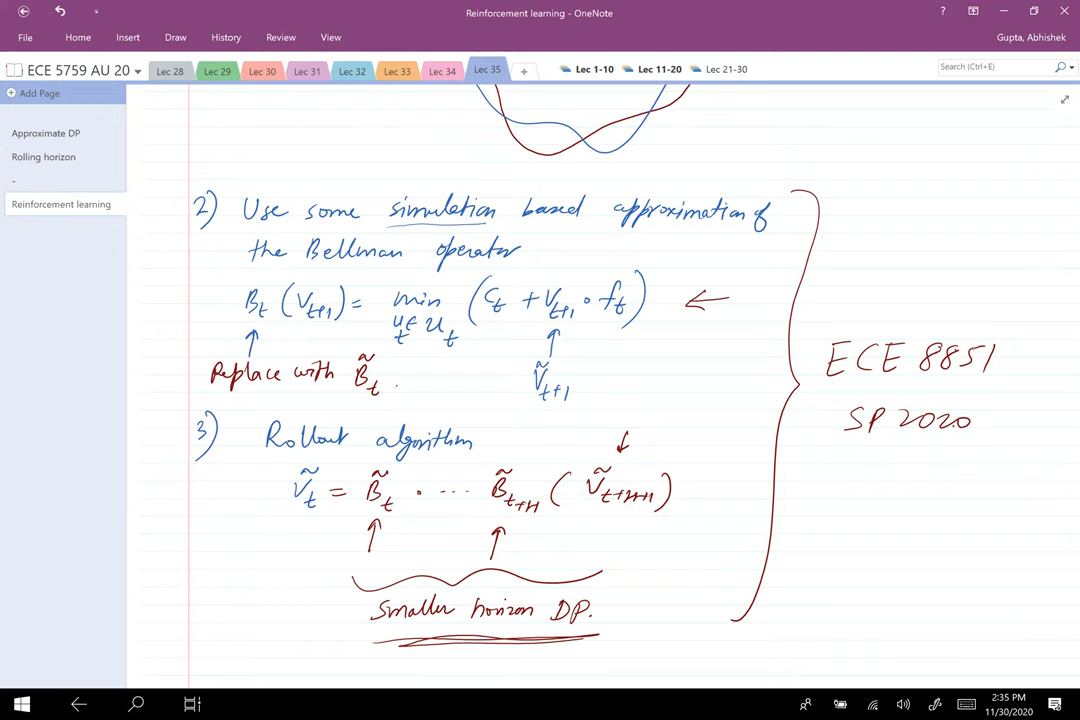 Reinforcement learning - OneNote
?
File
Home
Insert
Draw
History
Review
View
Gupta, Abhishek
ECE 5759 AU 20
Lec 28
Lec 29
Lec 30
Lec 31
Lec 32
Lec 33
Lec 34
Lec 35
+
Lec 1-10
Lec 11-20
Lec 21-30
Search (Ctrl+E)
Add Page
Approximate DP
Rolling horizon
-
Reinforcement learning
2) Use some simulation based approximation of
the Bellman operator
B_t (V_{t+1}) = min_{u_t ∈ U_t} (C_t + V_{t+1} ∘ f_t) ←
↑ ↑
Replace with B̃_t. Ṽ_{t+1}
3) Rollout algorithm ↓
Ṽ_t = B̃_t · ... B̃_{t+H} ( Ṽ_{t+H+1} )
↑ ↑
Smaller horizon DP.
ECE 8851
SP 2020
2:35 PM
11/30/2020